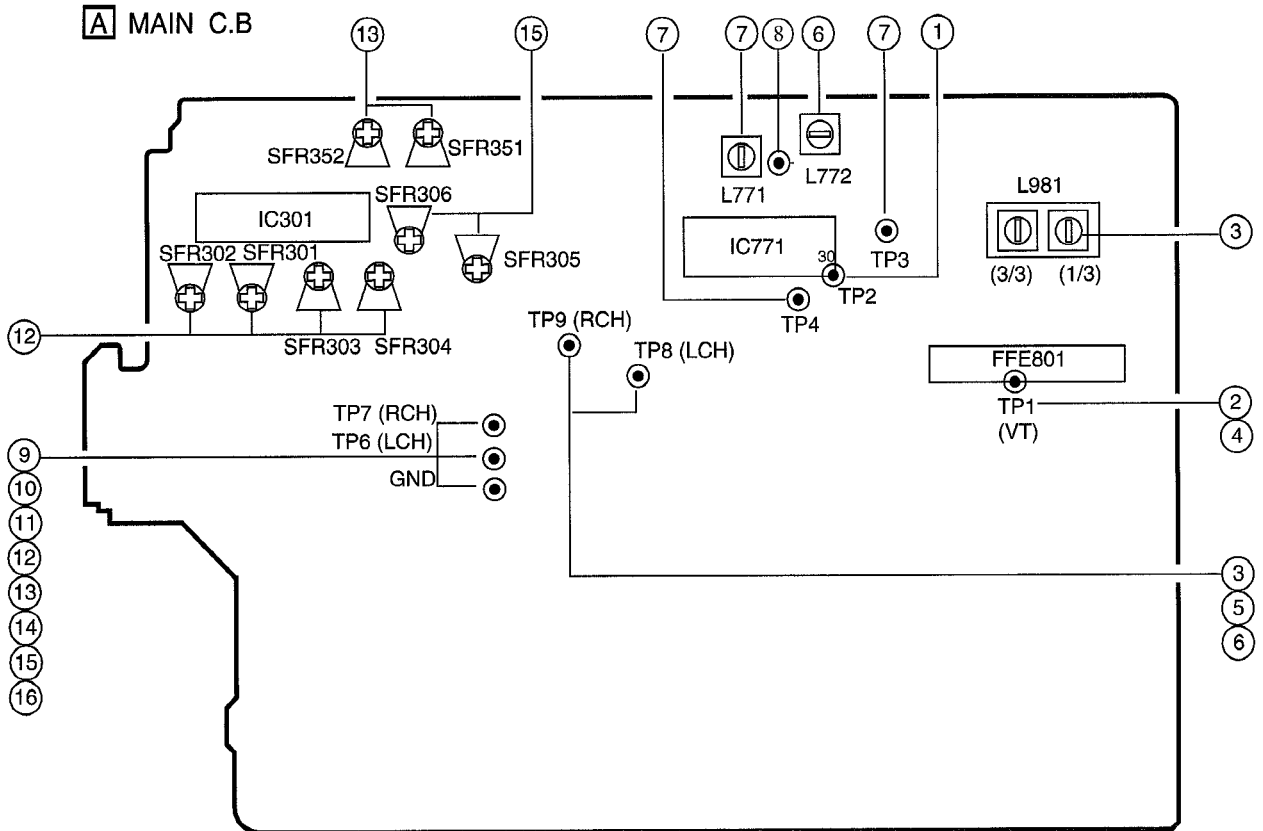 A MAIN C.B
13 15 7 7 8 6 7 1
SFR352 SFR351
L771 L772
SFR306
IC301
L981
SFR302 SFR301
IC771
30
TP3
3
SFR305
(3/3) (1/3)
TP2
TP4
12
SFR303 SFR304
TP9 (RCH)
TP8 (LCH)
FFE801
TP1
(VT)
2
4
TP7 (RCH)
TP6 (LCH)
GND
9
10
11
12
13
14
15
16
3
5
6